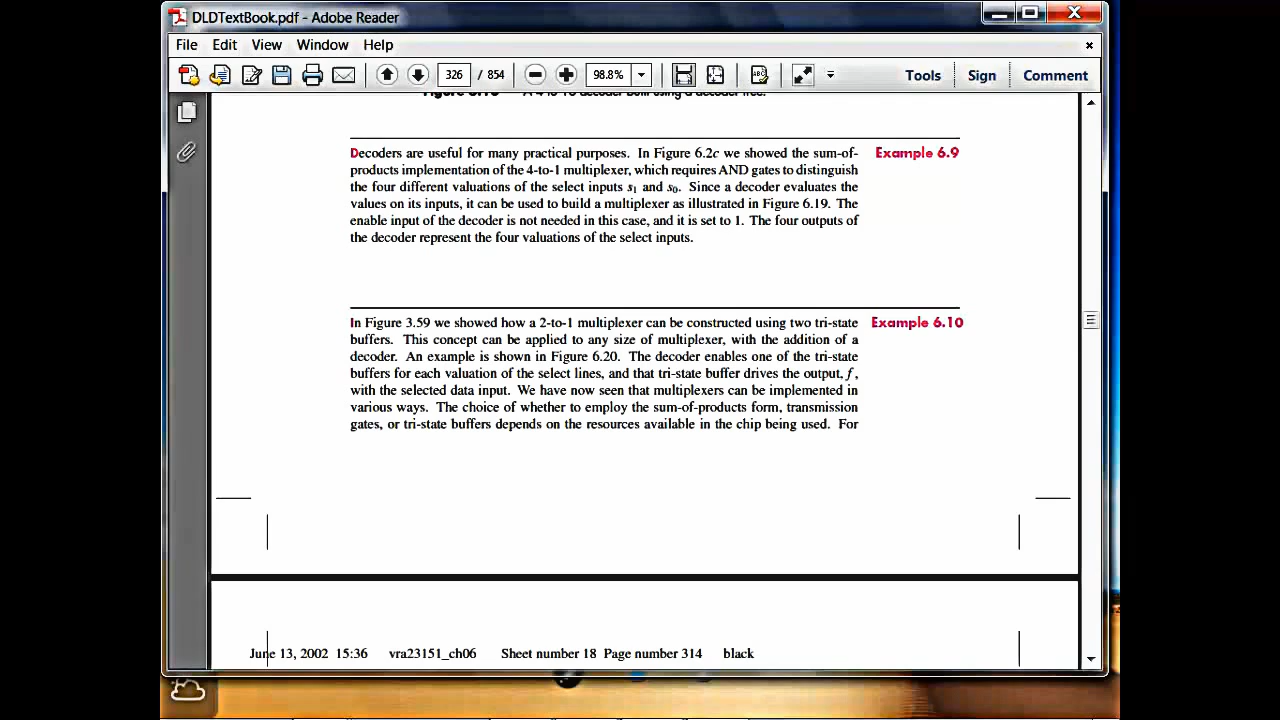 DLDTextBook.pdf - Adobe Reader
File Edit View Window Help
326 / 854 98.8% Tools Sign Comment
A 4-to-16 decoder built using a decoder tree.
Decoders are useful for many practical purposes. In Figure 6.2c we showed the sum-of- Example 6.9
products implementation of the 4-to-1 multiplexer, which requires AND gates to distinguish
the four different valuations of the select inputs s1 and s0. Since a decoder evaluates the
values on its inputs, it can be used to build a multiplexer as illustrated in Figure 6.19. The
enable input of the decoder is not needed in this case, and it is set to 1. The four outputs of
the decoder represent the four valuations of the select inputs.
In Figure 3.59 we showed how a 2-to-1 multiplexer can be constructed using two tri-state Example 6.10
buffers. This concept can be applied to any size of multiplexer, with the addition of a
decoder. An example is shown in Figure 6.20. The decoder enables one of the tri-state
buffers for each valuation of the select lines, and that tri-state buffer drives the output, f,
with the selected data input. We have now seen that multiplexers can be implemented in
various ways. The choice of whether to employ the sum-of-products form, transmission
gates, or tri-state buffers depends on the resources available in the chip being used. For
June 13, 2002 15:36 vra23151_ch06 Sheet number 18 Page number 314 black